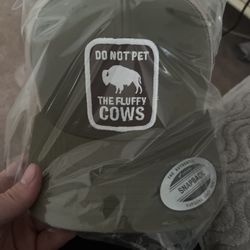 DO NOT PET
THE FLUFFY
COWS
SNAPBACK